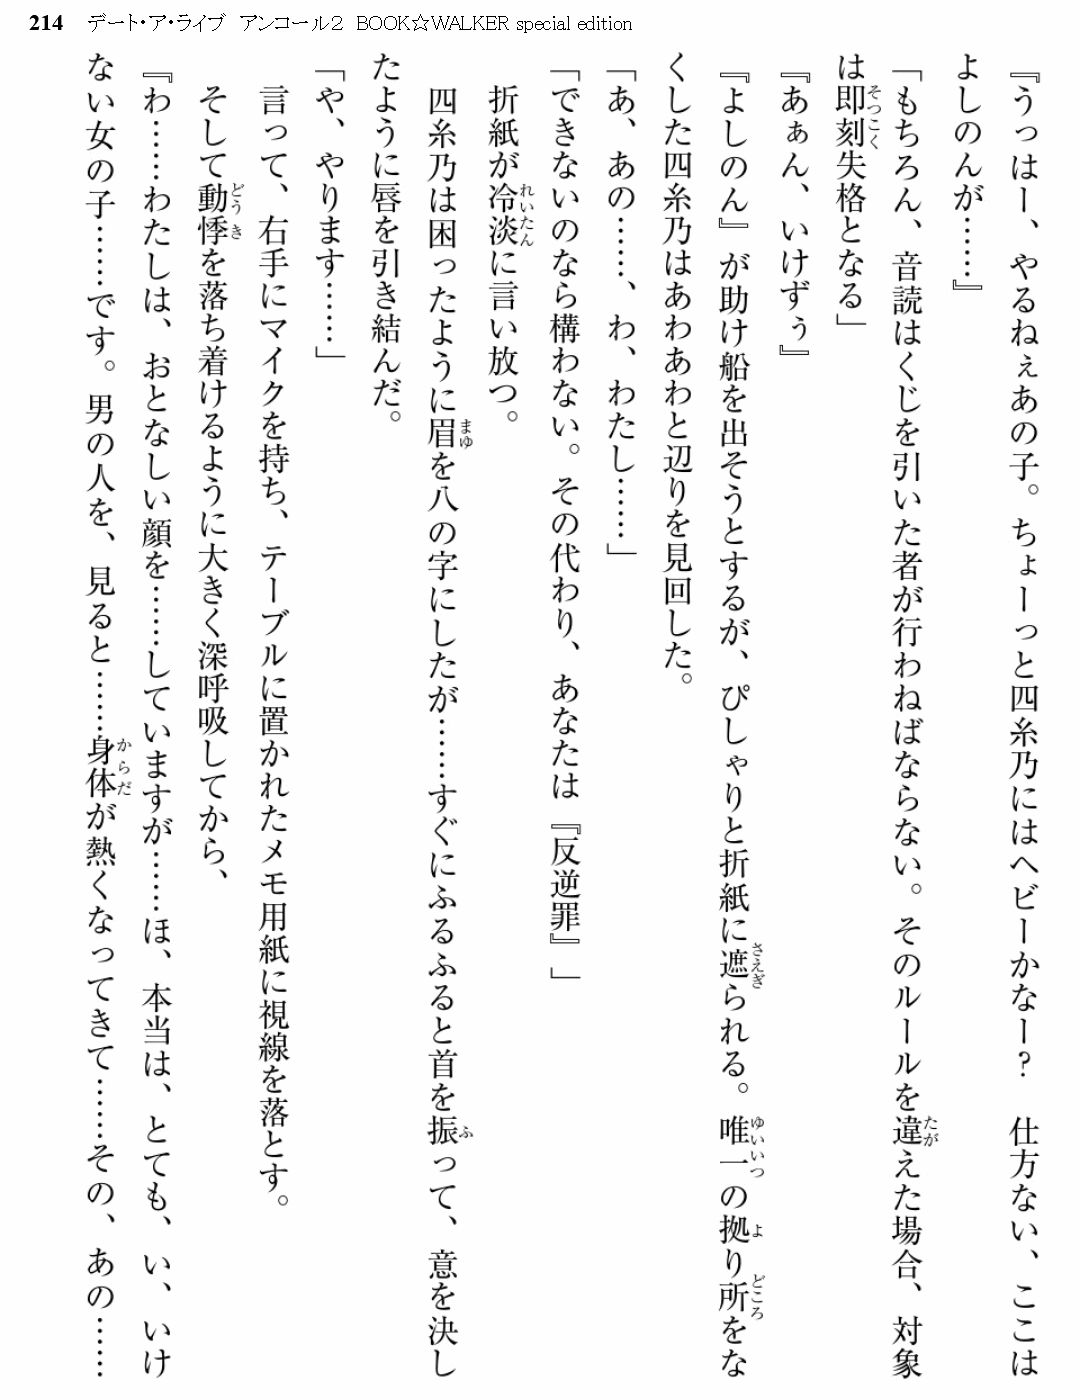 214 デート・ア・ライブ アンコール2 BOOK☆WALKER special edition
『うっはー、やるねぇあの子。ちょーっと四糸乃にはヘビーかなー？　仕方ない、ここは
よしのんが……』
「もちろん、音読はくじを引いた者が行わねばならない。そのルールを違えた場合、対象
は即刻失格となる」
『あぁん、いけずぅ』
『よしのん』が助け船を出そうとするが、ぴしゃりと折紙に遮られる。唯一の拠り所をな
くした四糸乃はあわあわと辺りを見回した。
「あ、あの……、わ、わたし……」
「できないのなら構わない。その代わり、あなたは『反逆罪』」
折紙が冷淡に言い放つ。
四糸乃は困ったように眉を八の字にしたが……すぐにふるふると首を振って、意を決し
たように唇を引き結んだ。
「や、やります……」
言って、右手にマイクを持ち、テーブルに置かれたメモ用紙に視線を落とす。
そして動悸を落ち着けるように大きく深呼吸してから、
『わ……わたしは、おとなしい顔を……していますが……ほ、本当は、とても、い、いけ
ない女の子……です。男の人を、見ると……身体が熱くなってきて……その、あの……